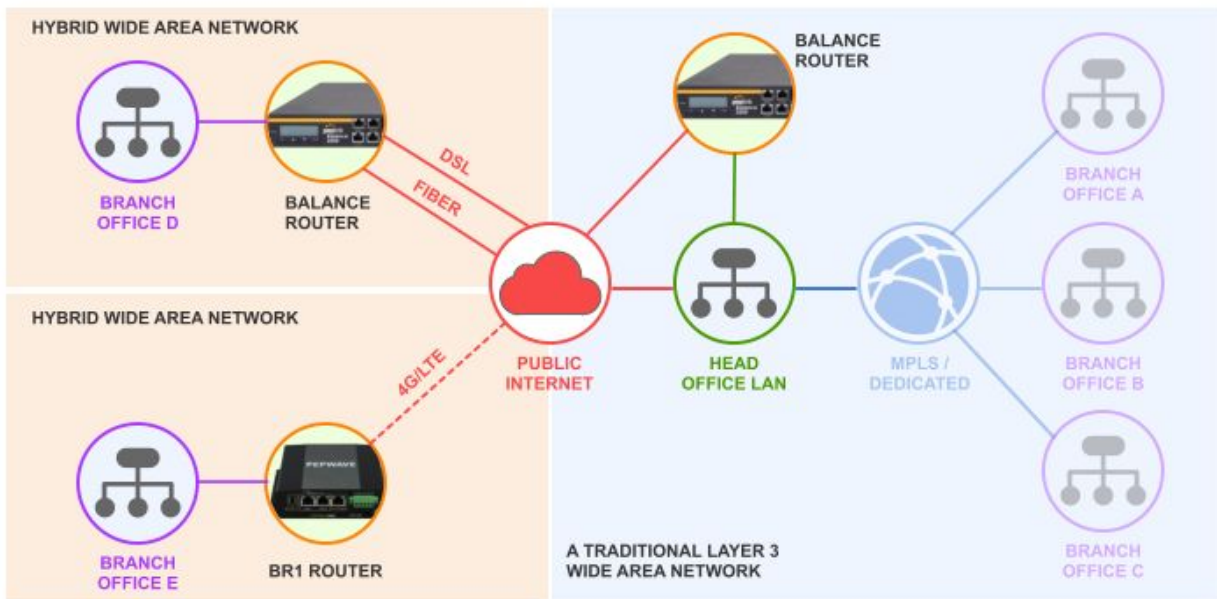 HYBRID WIDE AREA NETWORK
BRANCH
OFFICE D
BALANCE
ROUTER
DSL
FIBER
HYBRID WIDE AREA NETWORK
4G/LTE
BRANCH
OFFICE E
PEPWAVE
BR1 ROUTER
PUBLIC
INTERNET
BALANCE
ROUTER
HEAD
OFFICE LAN
MPLS /
DEDICATED
BRANCH
OFFICE A
BRANCH
OFFICE B
BRANCH
OFFICE C
A TRADITIONAL LAYER 3
WIDE AREA NETWORK